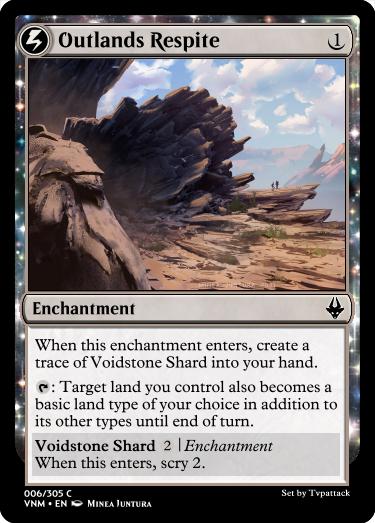 Outlands Respite 1
Enchantment
When this enchantment enters, create a
trace of Voidstone Shard into your hand.
: Target land you control also becomes a
basic land type of your choice in addition to
its other types until end of turn.
Voidstone Shard 2 | Enchantment
When this enters, scry 2.
006/305 C
VNM • EN Minea Juntura
Set by Tvpattack